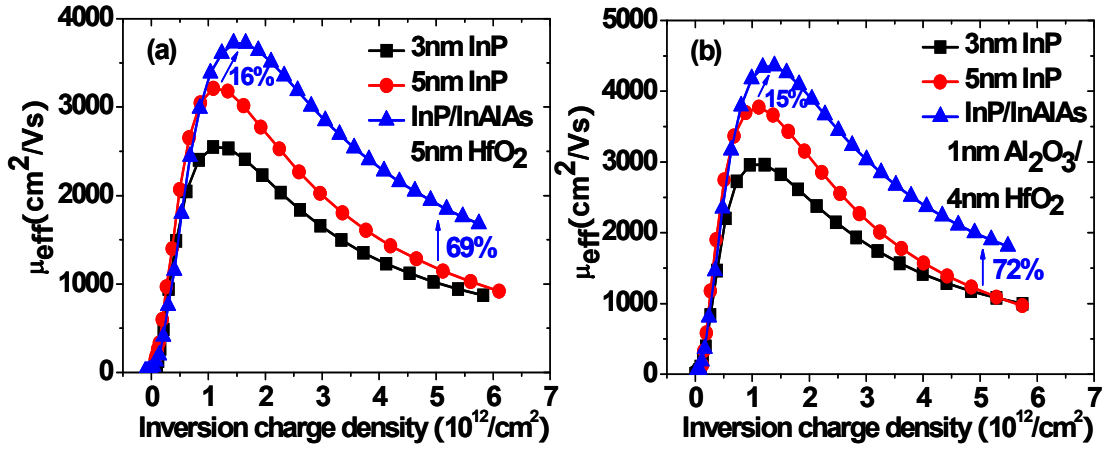 (a)
3nm InP
5nm InP
InP/InAlAs
5nm HfO2
16%
69%
μeff(cm2/Vs)
4000
3000
2000
1000
0
0 1 2 3 4 5 6 7
Inversion charge density (10^12/cm2)
(b)
3nm InP
5nm InP
InP/InAlAs
1nm Al2O3/
4nm HfO2
15%
72%
μeff(cm2/Vs)
5000
4000
3000
2000
1000
0
0 1 2 3 4 5 6 7
Inversion charge density (10^12/cm2)